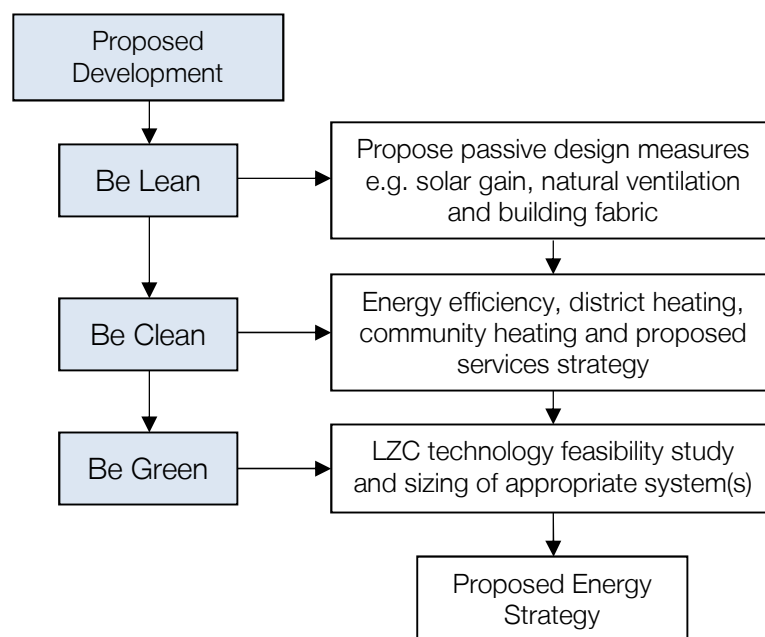 Proposed
Development
Be Lean
Propose passive design measures
e.g. solar gain, natural ventilation
and building fabric
Be Clean
Energy efficiency, district heating,
community heating and proposed
services strategy
Be Green
LZC technology feasibility study
and sizing of appropriate system(s)
Proposed Energy
Strategy